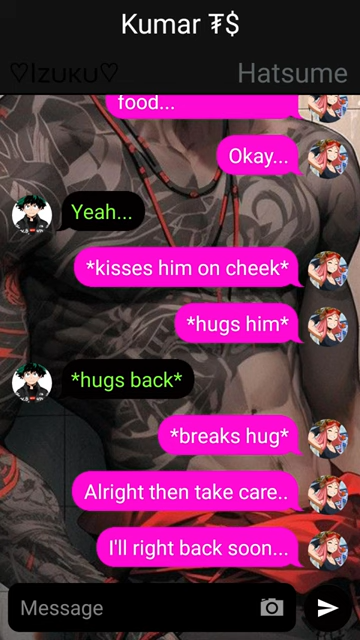 Kumar ₮$
♡Izuku♡
Hatsume
food...
Okay...
Yeah...
*kisses him on cheek*
*hugs him*
*hugs back*
*breaks hug*
Alright then take care..
I'll right back soon...
Message